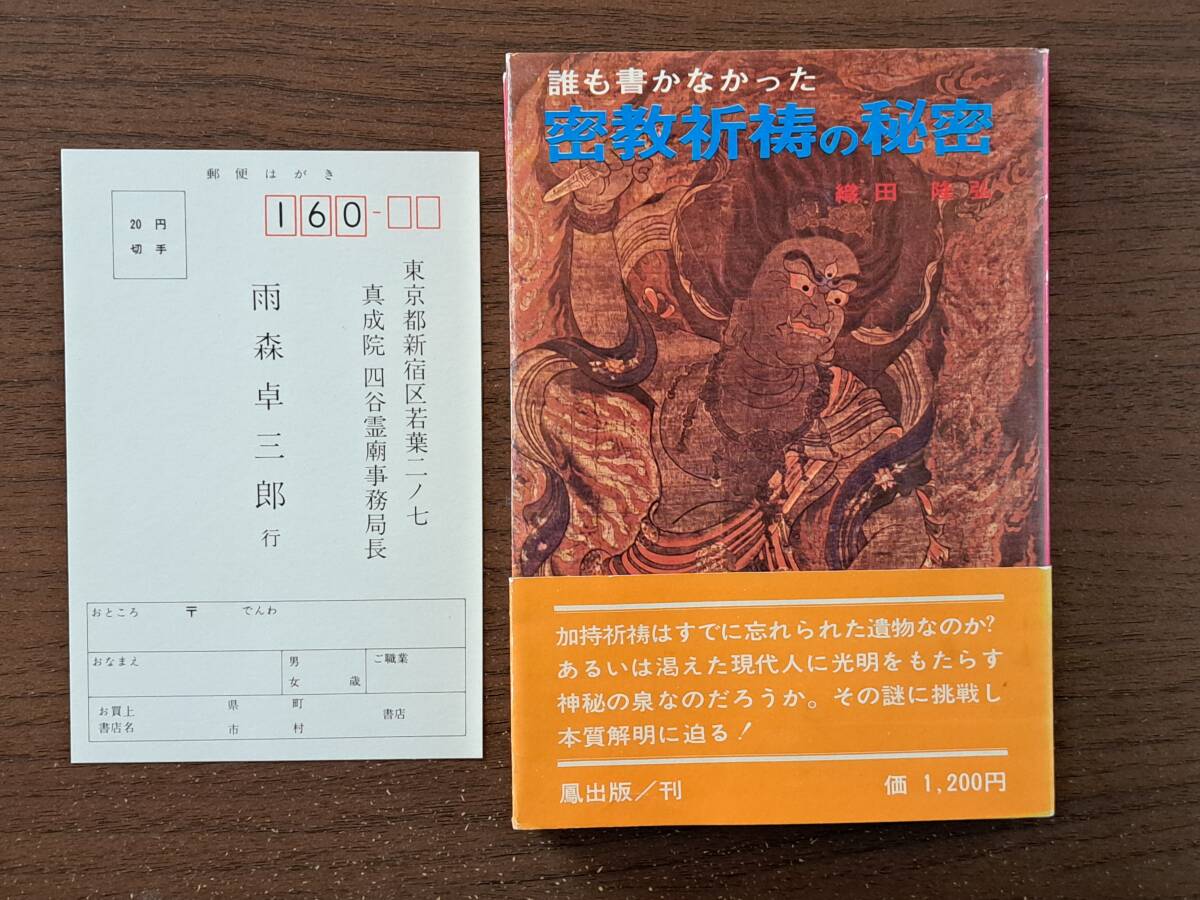 郵便はがき
20円
切手
160-
東京都新宿区若葉二ノ七
真成院 四谷霊廟事務局長
雨森卓三郎 行
おところ 〒 でんわ
おなまえ 男 女 歳 ご職業
お買上書店名 県 市 町 村 書店
誰も書かなかった
密教祈祷の秘密
織田 隆弘
加持祈祷はすでに忘れられた遺物なのか?
あるいは渇えた現代人に光明をもたらす
神秘の泉なのだろうか。その謎に挑戦し
本質解明に迫る!
鳳出版/刊 価 1,200円